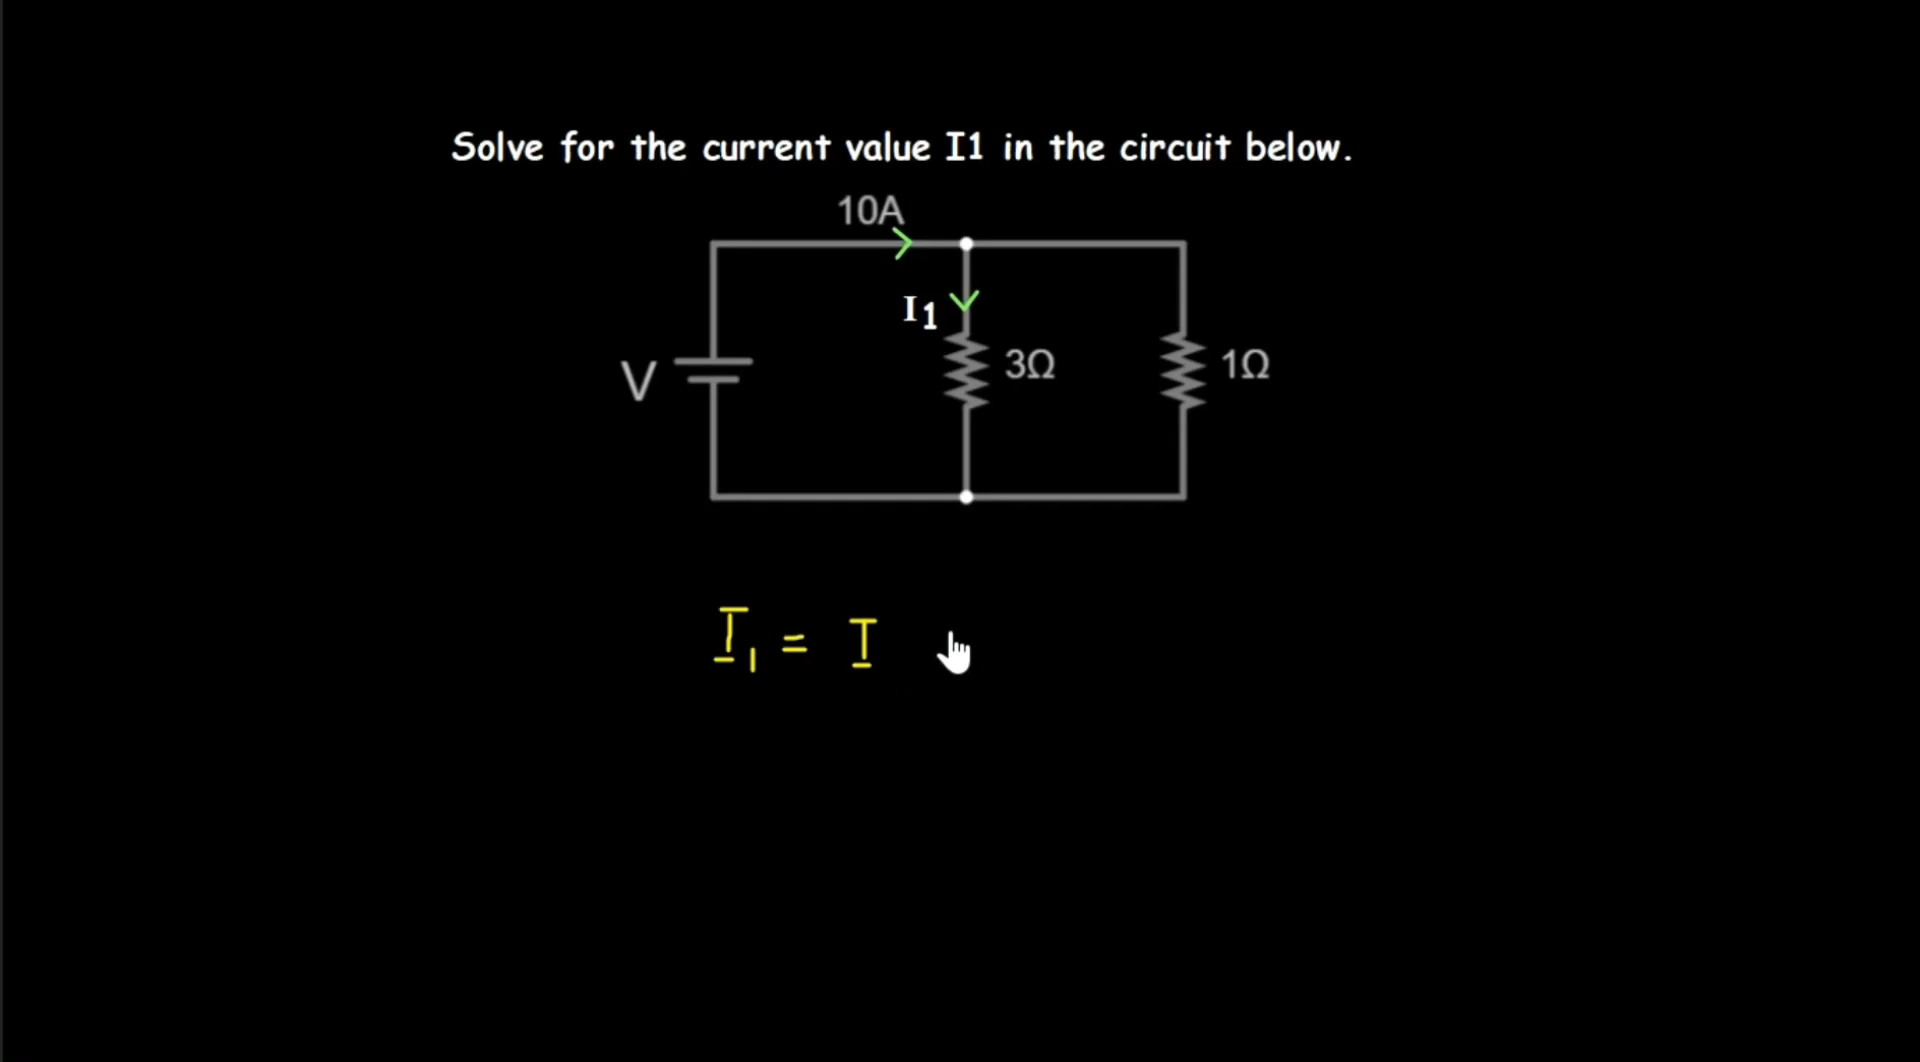 Solve for the current value I1 in the circuit below.
10A
I1
3Ω
1Ω
V
I₁ = I